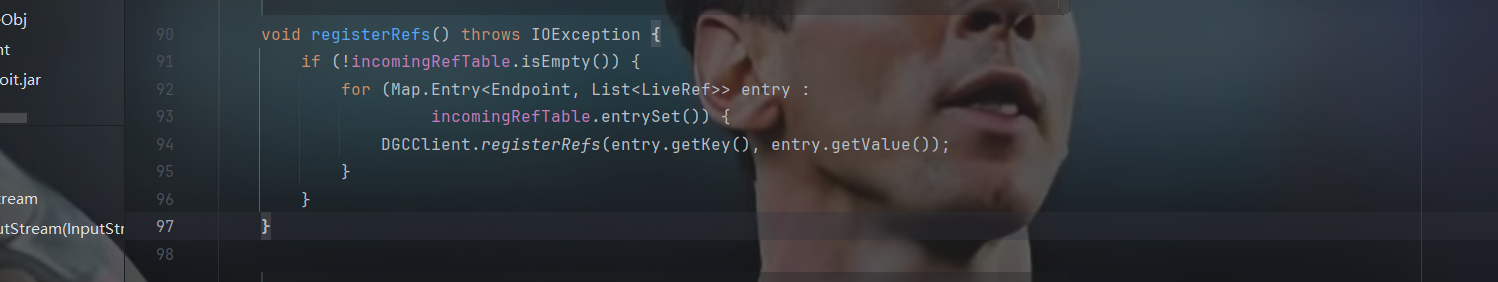 Obj
nt
oit.jar
ream
utStream(InputStr
90 void registerRefs() throws IOException {
91 if (!incomingRefTable.isEmpty()) {
92 for (Map.Entry<Endpoint, List<LiveRef>> entry :
93 incomingRefTable.entrySet()) {
94 DGCClient.registerRefs(entry.getKey(), entry.getValue());
95 }
96 }
97 }
98